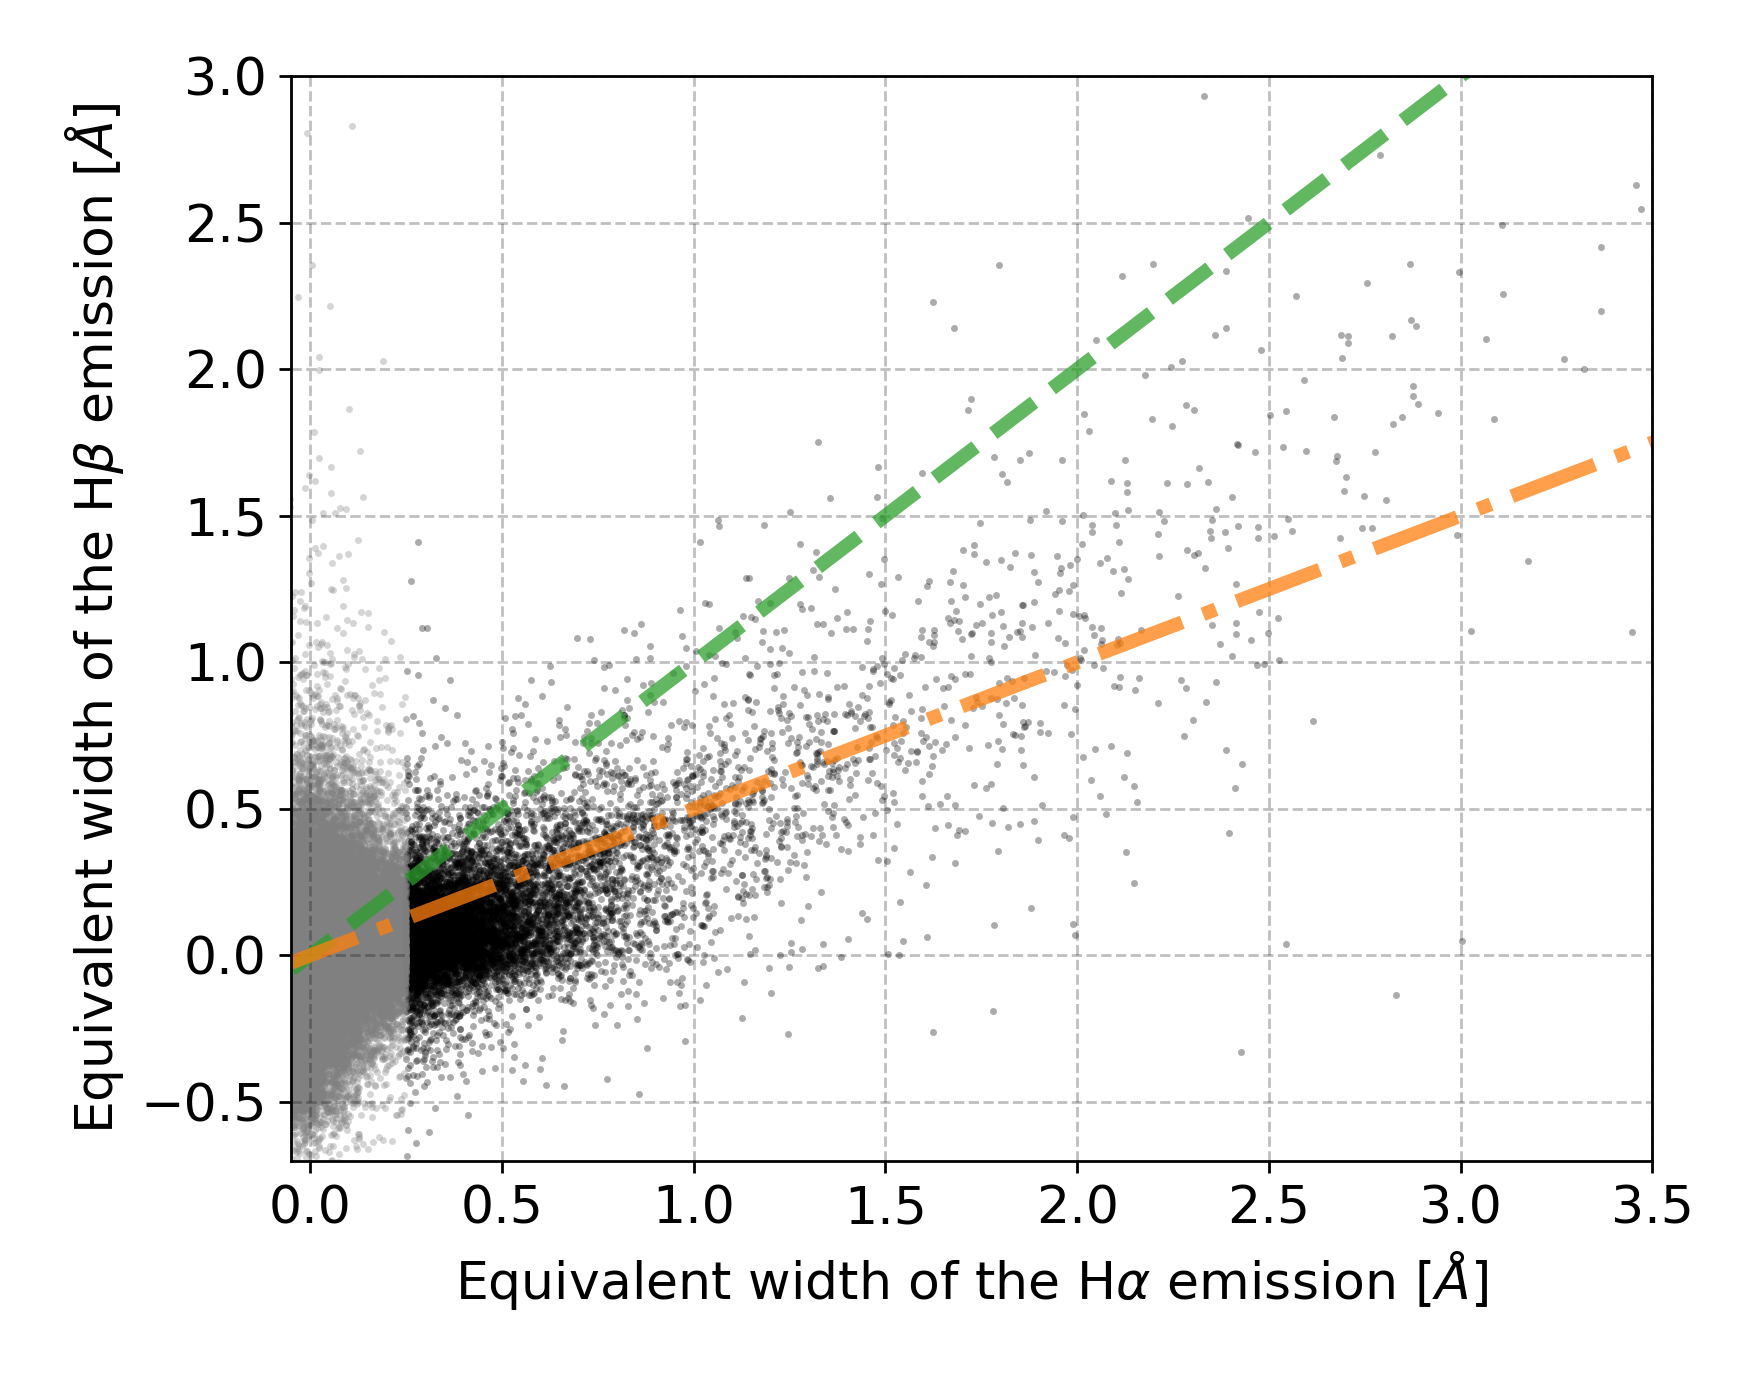 Equivalent width of the Hβ emission [Å]
3.0
2.5
2.0
1.5
1.0
0.5
0.0
−0.5
0.0 0.5 1.0 1.5 2.0 2.5 3.0 3.5
Equivalent width of the Hα emission [Å]